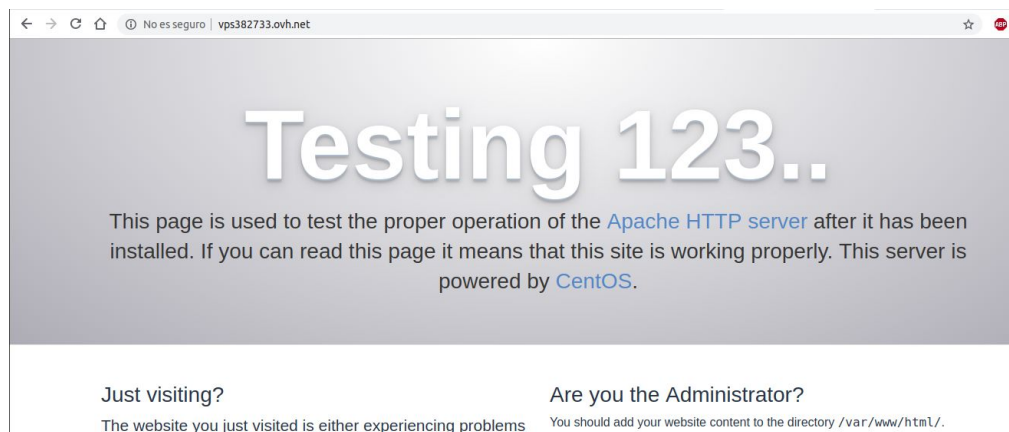 No es seguro | vps382733.ovh.net
ABP
Testing 123..
This page is used to test the proper operation of the Apache HTTP server after it has been
installed. If you can read this page it means that this site is working properly. This server is
powered by CentOS.
Just visiting?
The website you just visited is either experiencing problems
Are you the Administrator?
You should add your website content to the directory /var/www/html/.